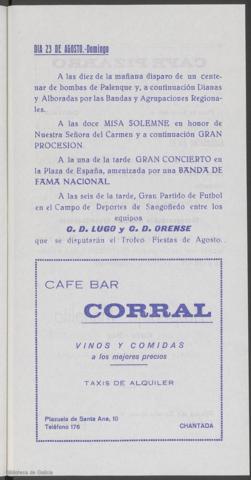 DIA 23 DE AGOSTO.-Domingo
A las diez de la mañana disparo de un cente-
nar de bombas de Palenque y, a continuación Dianas
y Alboradas por las Bandas y Agrupaciones Regiona-
les.
A las doce MISA SOLEMNE en honor de
Nuestra Señora del Carmen y a continuación GRAN
PROCESION.
A la una de la tarde GRAN CONCIERTO en
la Plaza de España, amenizada por una BANDA DE
FAMA NACIONAL.
A las seis de la tarde, Gran Partido de Futbol
en el Campo de Deportes de Sangoñedo entre los
equipos
C. D. LUGO y C. D. ORENSE
que se disputarán el Trofeo Fiestas de Agosto.
CAFE BAR
CORRAL
VINOS Y COMIDAS
a los mejores precios
TAXIS DE ALQUILER
Plazuela de Santa Ana, 10
Teléfono 176 CHANTADA
Biblioteca de Galicia